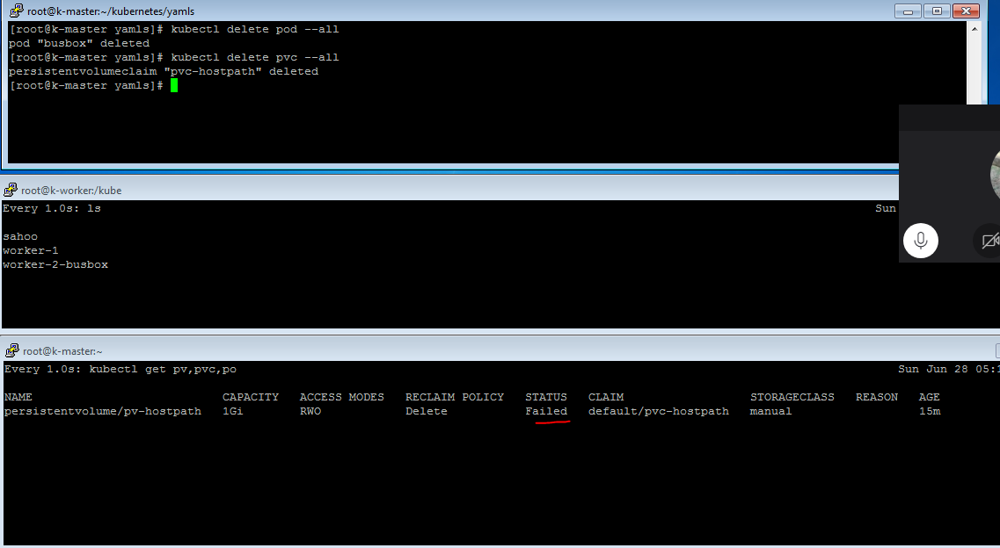 root@k-master:~/kubernetes/yamls
[root@k-master yamls]# kubectl delete pod --all
pod "busbox" deleted
[root@k-master yamls]# kubectl delete pvc --all
persistentvolumeclaim "pvc-hostpath" deleted
[root@k-master yamls]#
root@k-worker:/kube
Every 1.0s: ls Sun
sahoo
worker-1
worker-2-busbox
root@k-master:~
Every 1.0s: kubectl get pv,pvc,po Sun Jun 28 05:1
NAME CAPACITY ACCESS MODES RECLAIM POLICY STATUS CLAIM STORAGECLASS REASON AGE
persistentvolume/pv-hostpath 1Gi RWO Delete Failed default/pvc-hostpath manual 15m